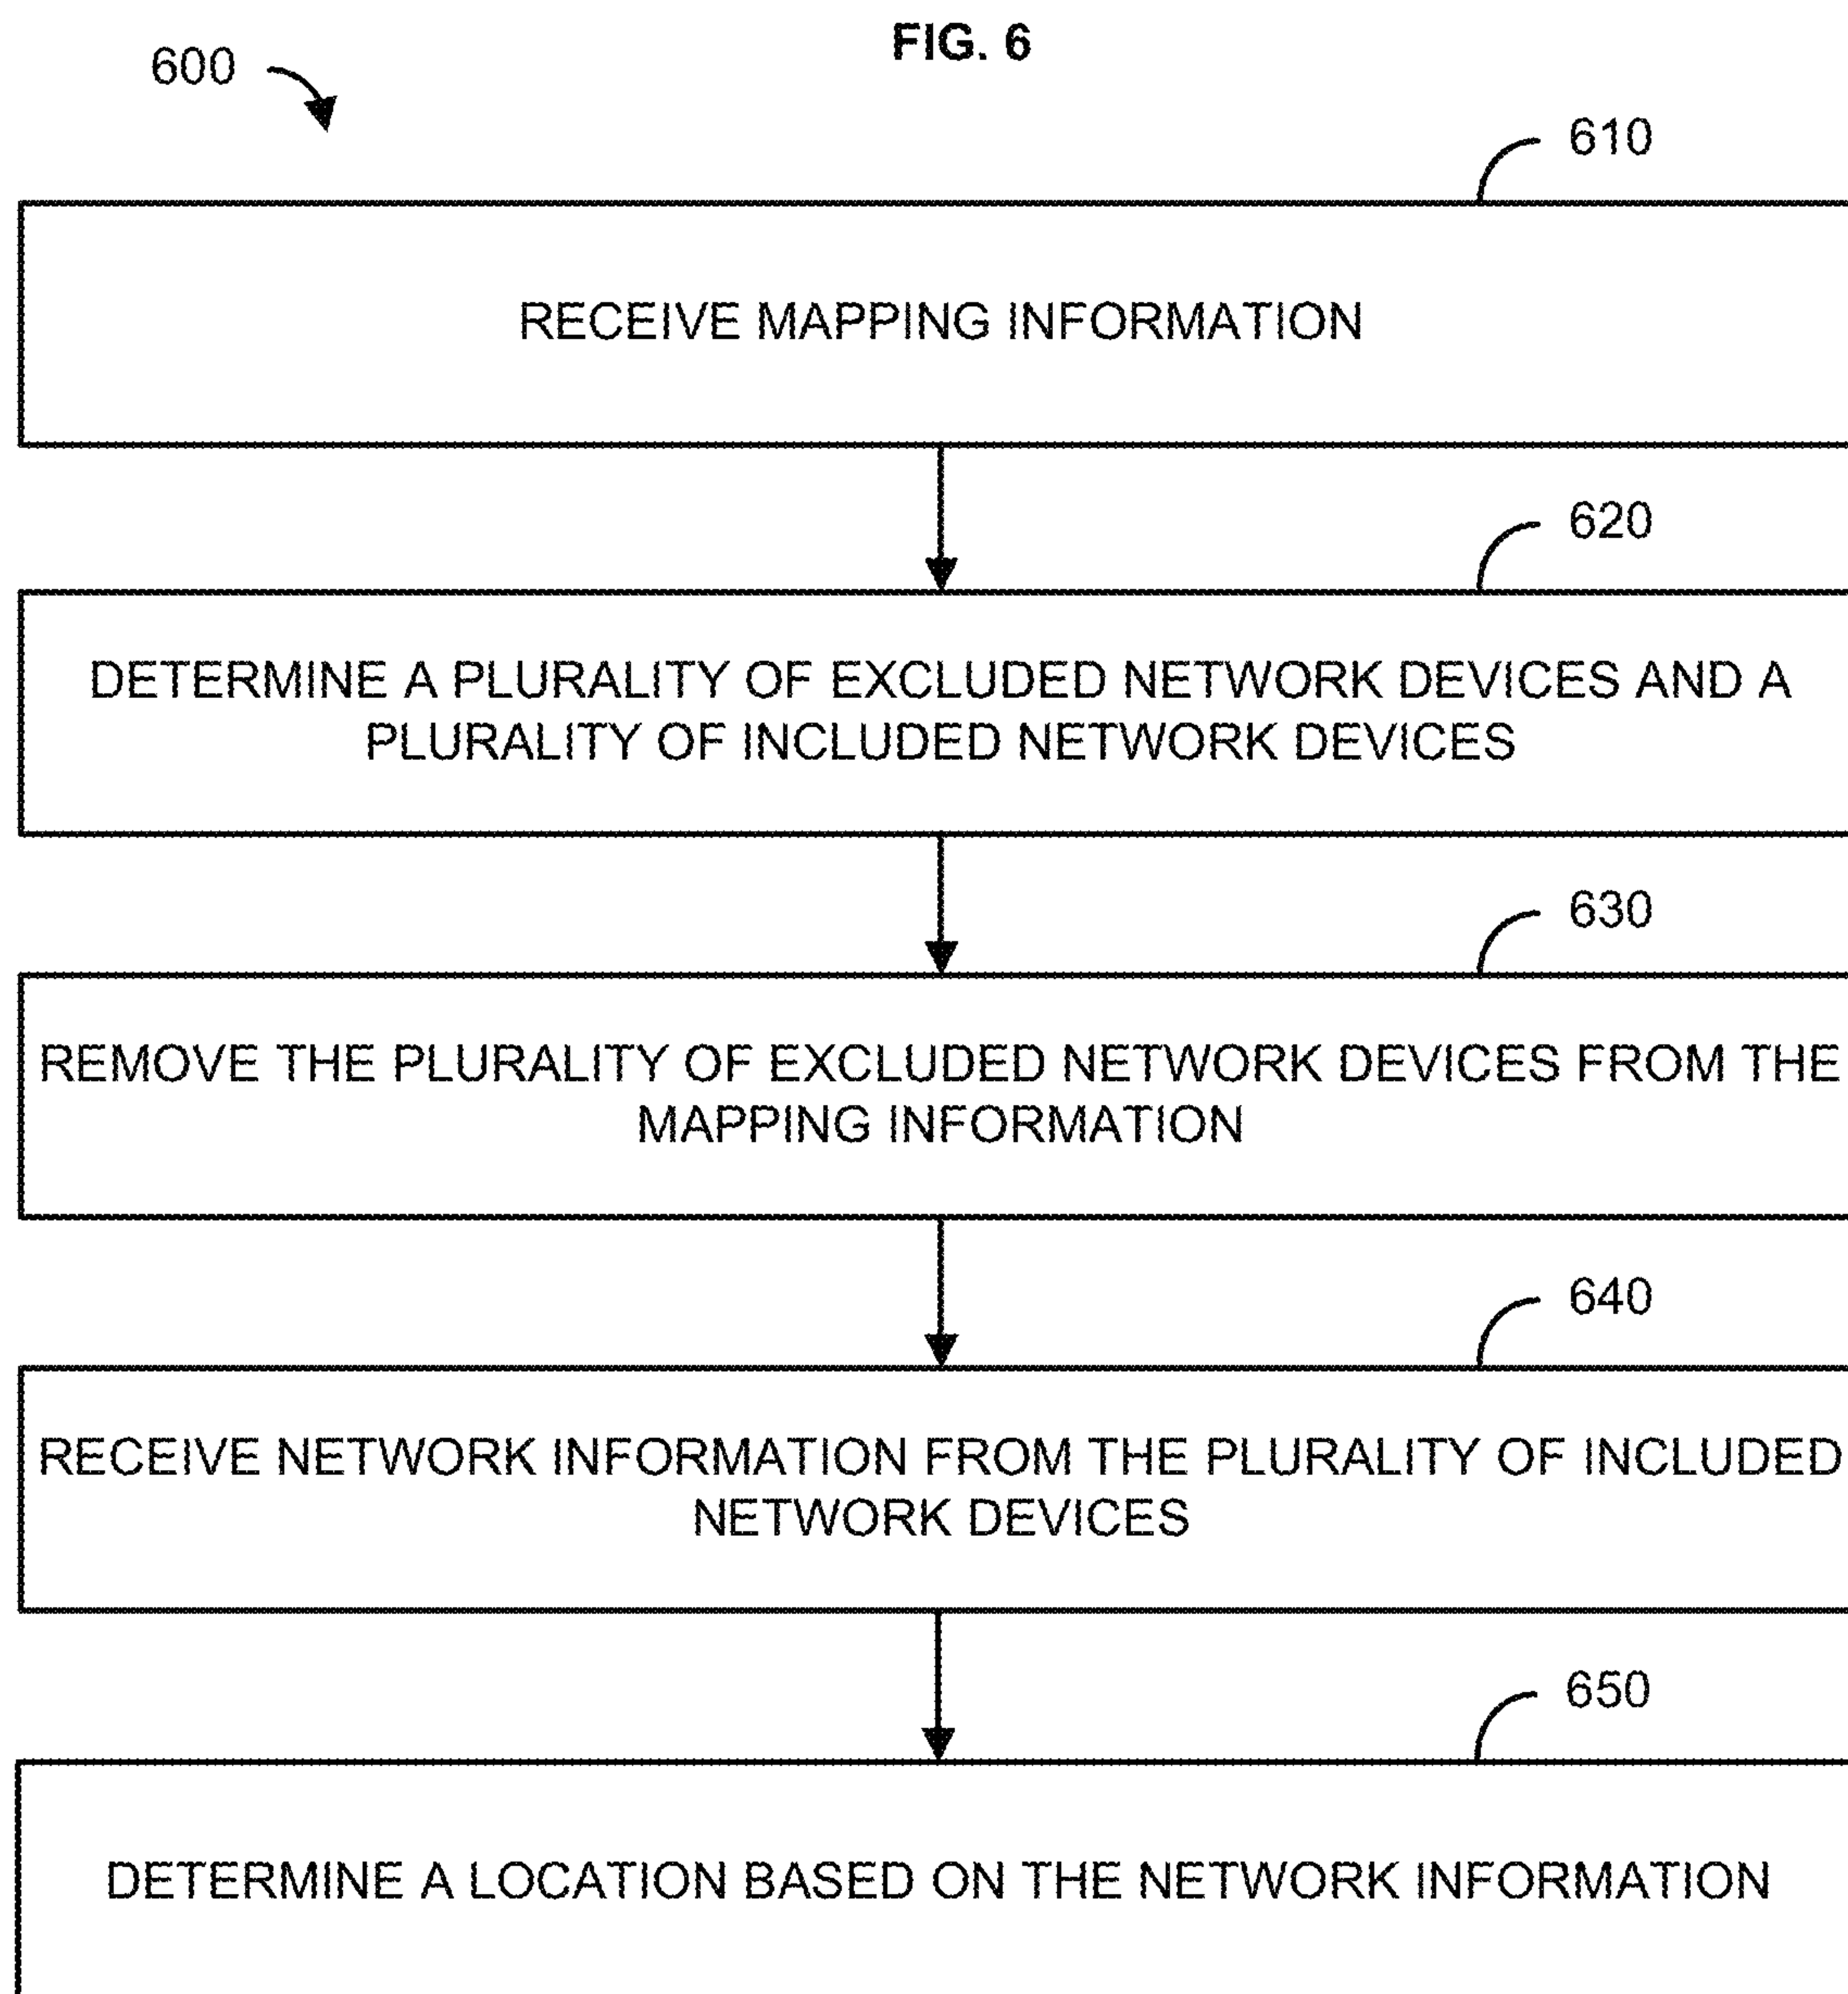 FIG. 6
600
610
RECEIVE MAPPING INFORMATION
620
DETERMINE A PLURALITY OF EXCLUDED NETWORK DEVICES AND A
PLURALITY OF INCLUDED NETWORK DEVICES
630
REMOVE THE PLURALITY OF EXCLUDED NETWORK DEVICES FROM THE
MAPPING INFORMATION
640
RECEIVE NETWORK INFORMATION FROM THE PLURALITY OF INCLUDED
NETWORK DEVICES
650
DETERMINE A LOCATION BASED ON THE NETWORK INFORMATION